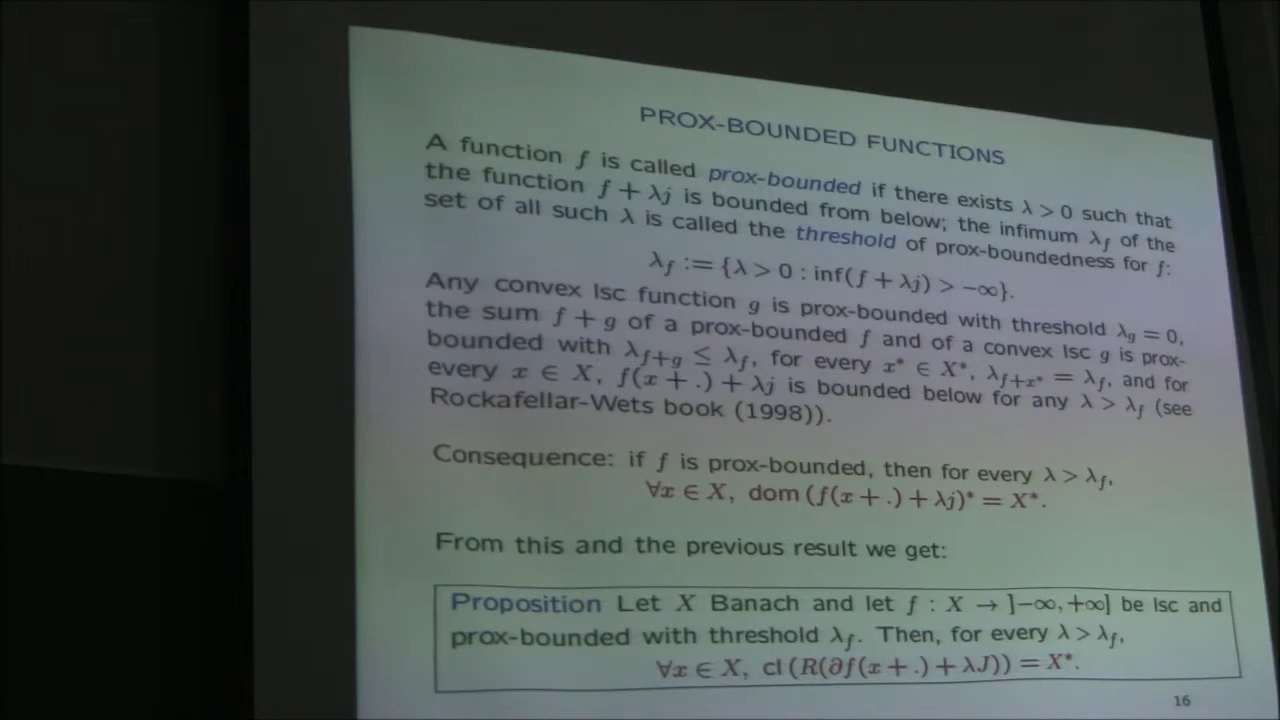 PROX-BOUNDED FUNCTIONS
A function f is called prox-bounded if there exists λ > 0 such that
the function f + λj is bounded from below; the infimum λ_f of the
set of all such λ is called the threshold of prox-boundedness for f:
λ_f := {λ > 0 : inf(f + λj) > −∞}.
Any convex lsc function g is prox-bounded with threshold λ_g = 0,
the sum f + g of a prox-bounded f and of a convex lsc g is prox-
bounded with λ_{f+g} ≤ λ_f, for every x* ∈ X*, λ_{f+x*} = λ_f, and for
every x ∈ X, f(x + .) + λj is bounded below for any λ > λ_f (see
Rockafellar-Wets book (1998)).
Consequence: if f is prox-bounded, then for every λ > λ_f,
∀x ∈ X, dom (f(x + .) + λj)* = X*.
From this and the previous result we get:
Proposition Let X Banach and let f : X → ]−∞, +∞] be lsc and
prox-bounded with threshold λ_f. Then, for every λ > λ_f,
∀x ∈ X, cl (R(∂f(x + .) + λJ)) = X*.
16